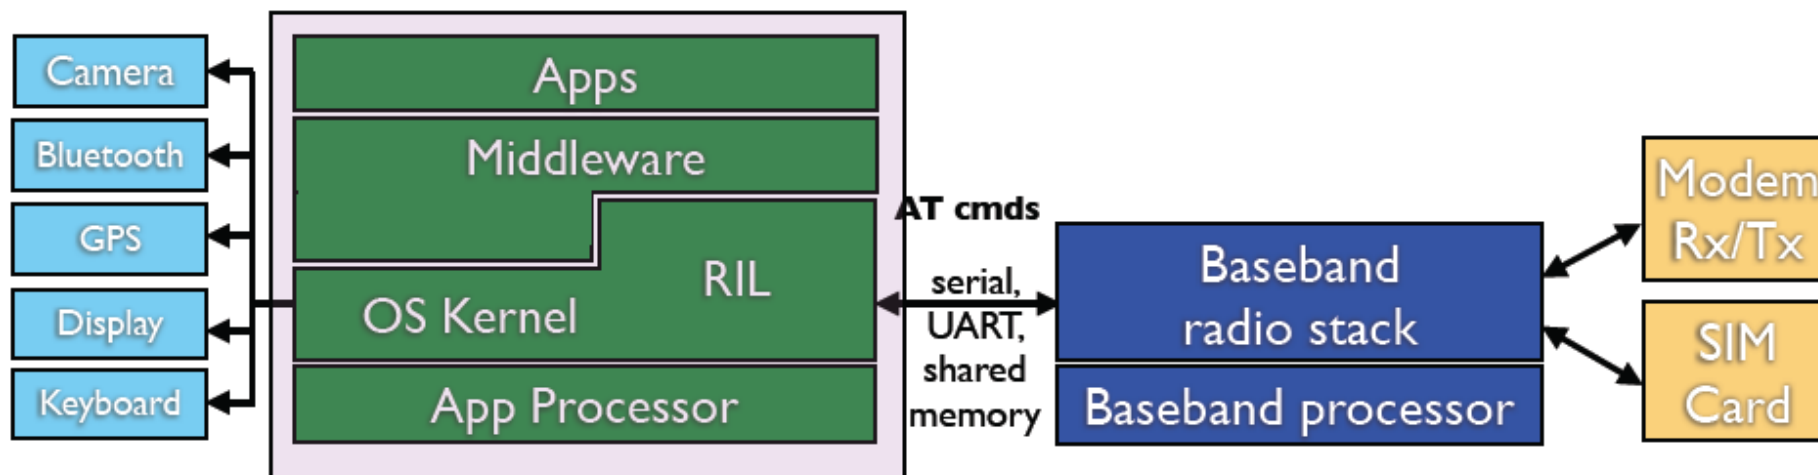 Camera
Bluetooth
GPS
Display
Keyboard
Apps
Middleware
RIL
OS Kernel
App Processor
AT cmds
serial,
UART,
shared
memory
Baseband
radio stack
Baseband processor
Modem
Rx/Tx
SIM
Card